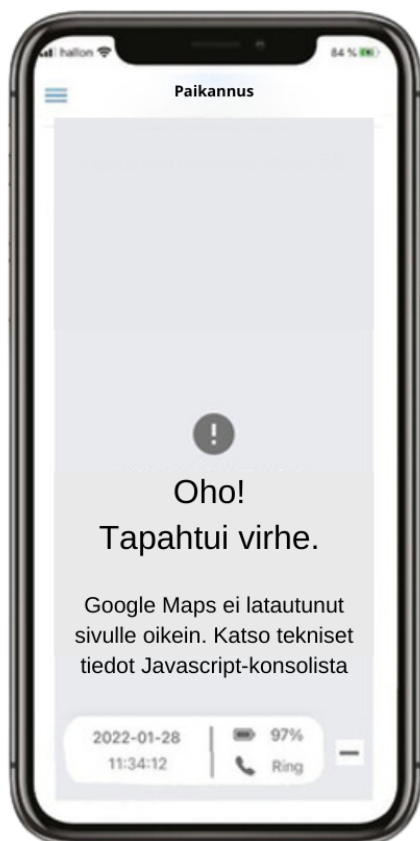 hallon 84 %
Paikannus
!
Oho!
Tapahtui virhe.
Google Maps ei latautunut
sivulle oikein. Katso tekniset
tiedot Javascript-konsolista
2022-01-28 97%
11:34:12 Ring